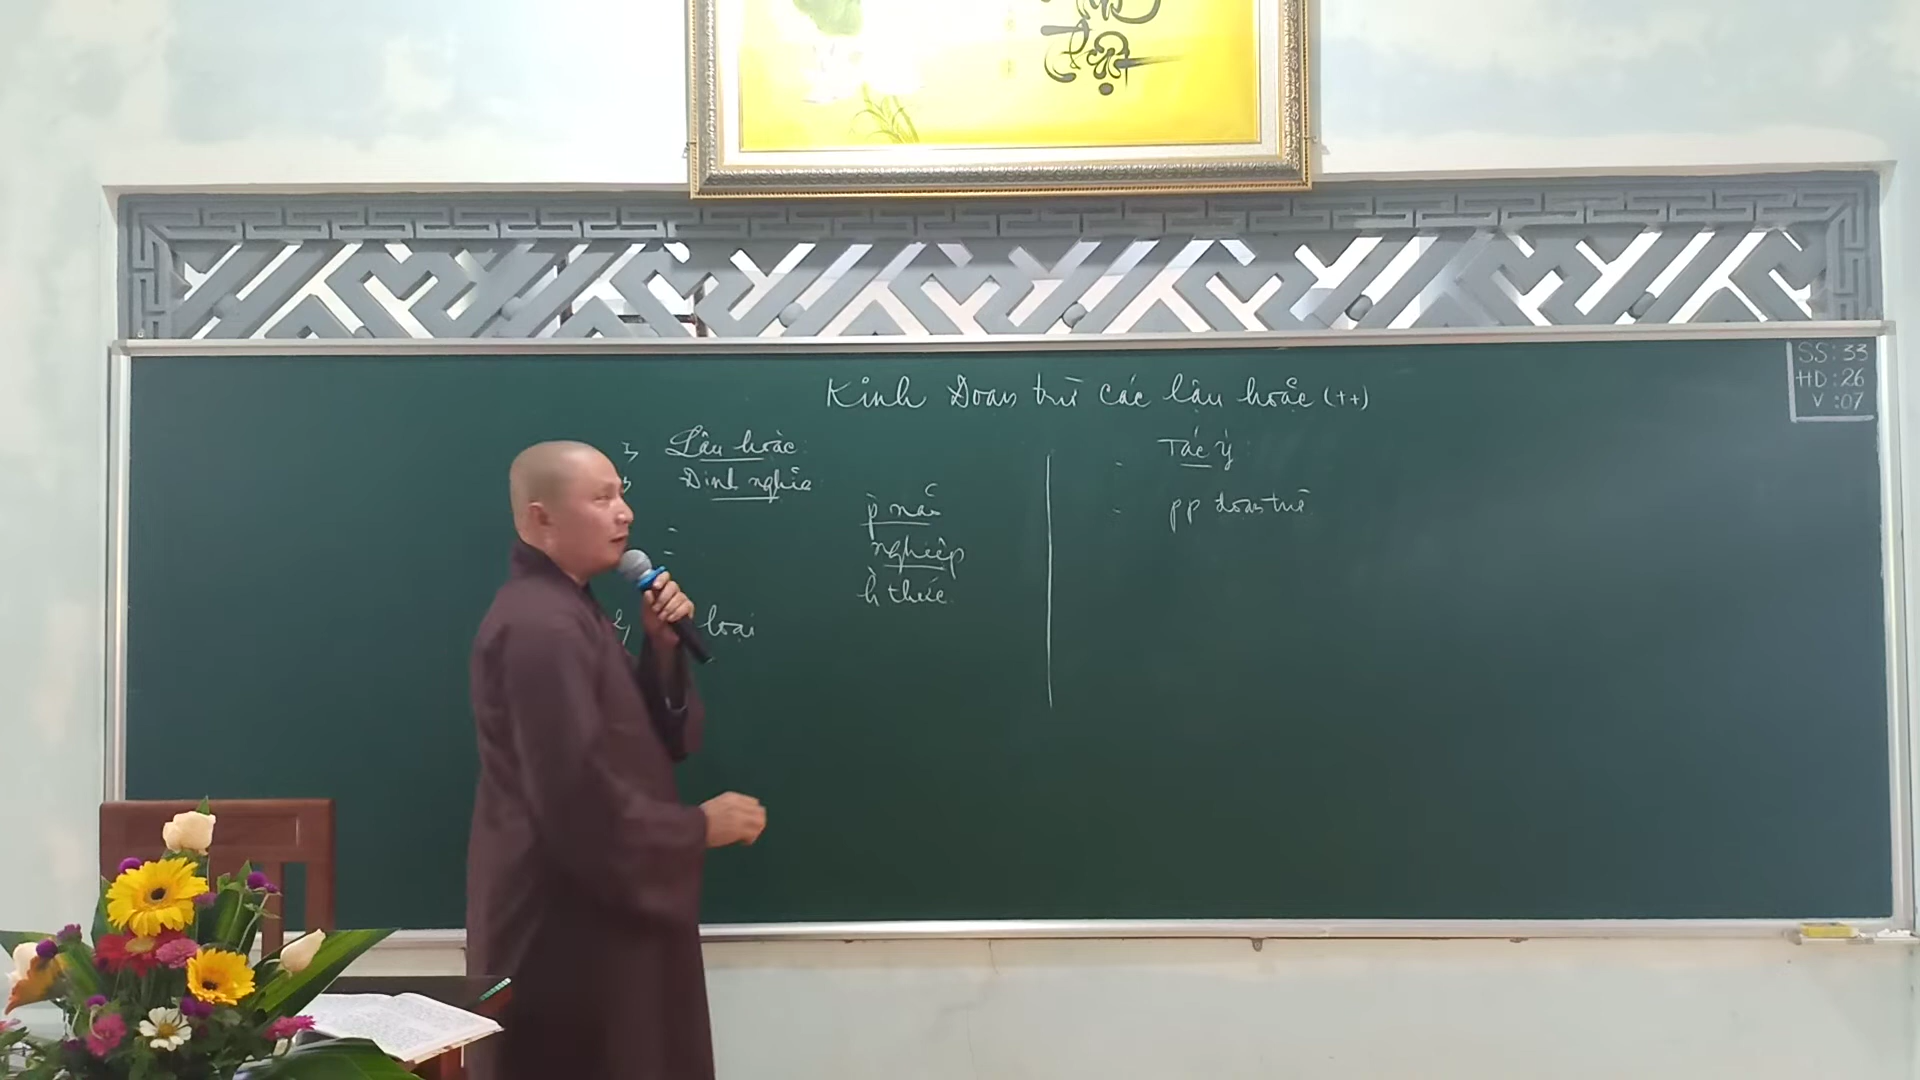 Kinh Đoạn trừ các lậu hoặc (++)
SS: 33
HD: 26
V: 07
1, Lậu hoặc:
Định nghĩa
p̀ não
nghiệp
h̀ thức
2, loại
Tác ý:
- pp đoạn trừ